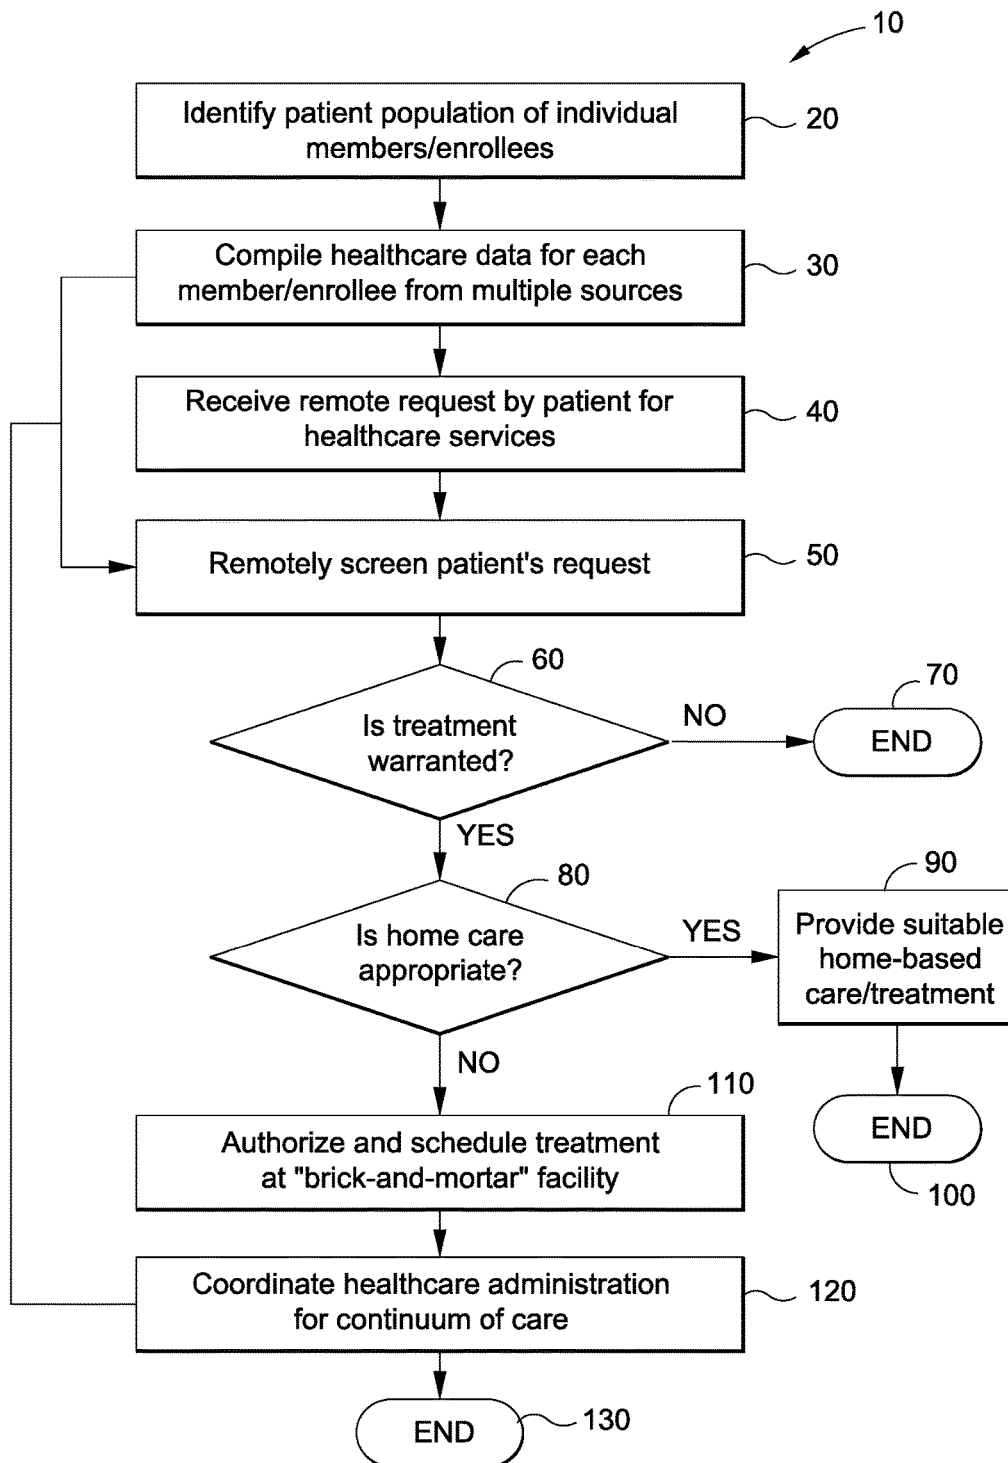 10
Identify patient population of individual
members/enrollees
20
Compile healthcare data for each
member/enrollee from multiple sources
30
Receive remote request by patient for
healthcare services
40
Remotely screen patient's request
50
60
Is treatment
warranted?
NO
70
END
YES
80
Is home care
appropriate?
YES
90
Provide suitable
home-based
care/treatment
NO
END
100
110
Authorize and schedule treatment
at "brick-and-mortar" facility
Coordinate healthcare administration
for continuum of care
120
END
130